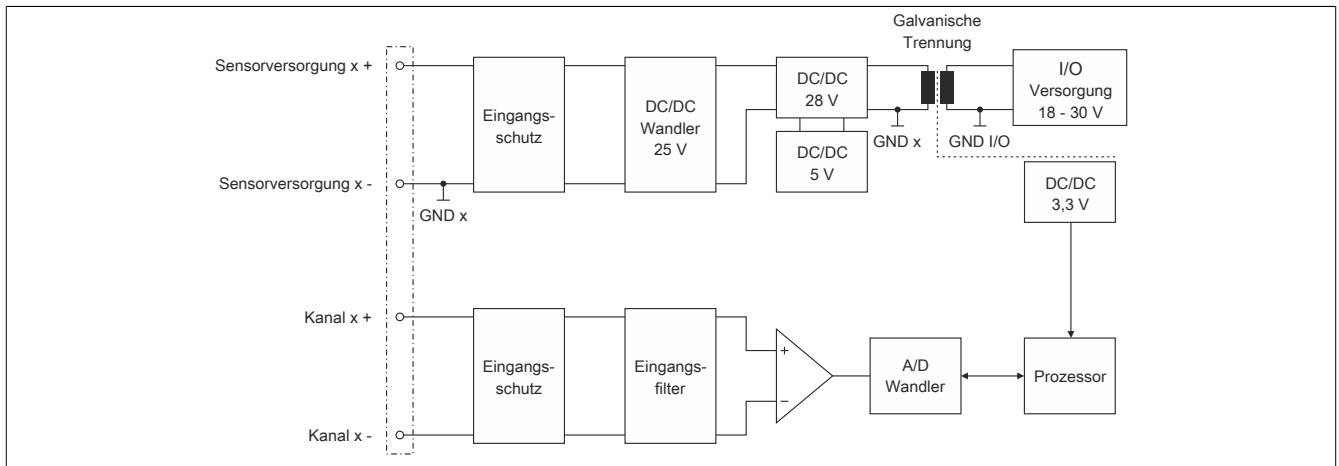 Galvanische
Trennung
Sensorversorgung x +
Eingangs-
schutz
DC/DC
Wandler
25 V
DC/DC
28 V
DC/DC
5 V
GND x
GND I/O
I/O
Versorgung
18 - 30 V
Sensorversorgung x -
GND x
DC/DC
3,3 V
Kanal x +
Eingangs-
schutz
Eingangs-
filter
+
−
A/D
Wandler
Prozessor
Kanal x -